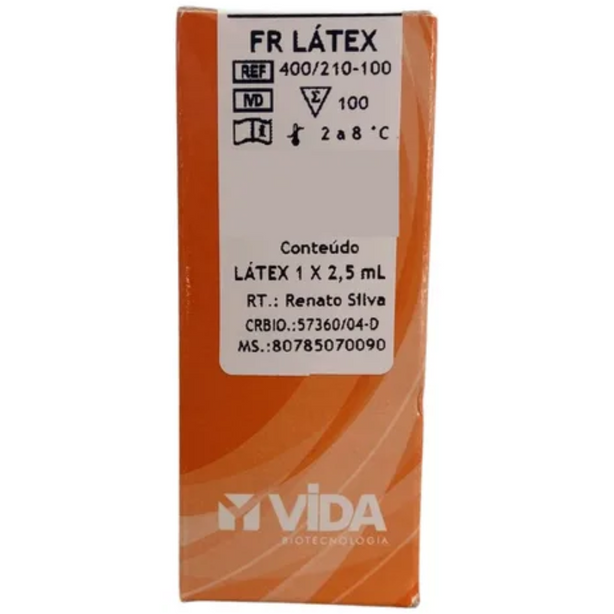 FR LÁTEX
REF 400/210-100
IVD Σ 100
i 2 a 8 °C
Conteúdo
LÁTEX 1 X 2,5 mL
RT.: Renato Silva
CRBIO.:57360/04-D
MS.:80785070090
VIDA
BIOTECNOLOGIA